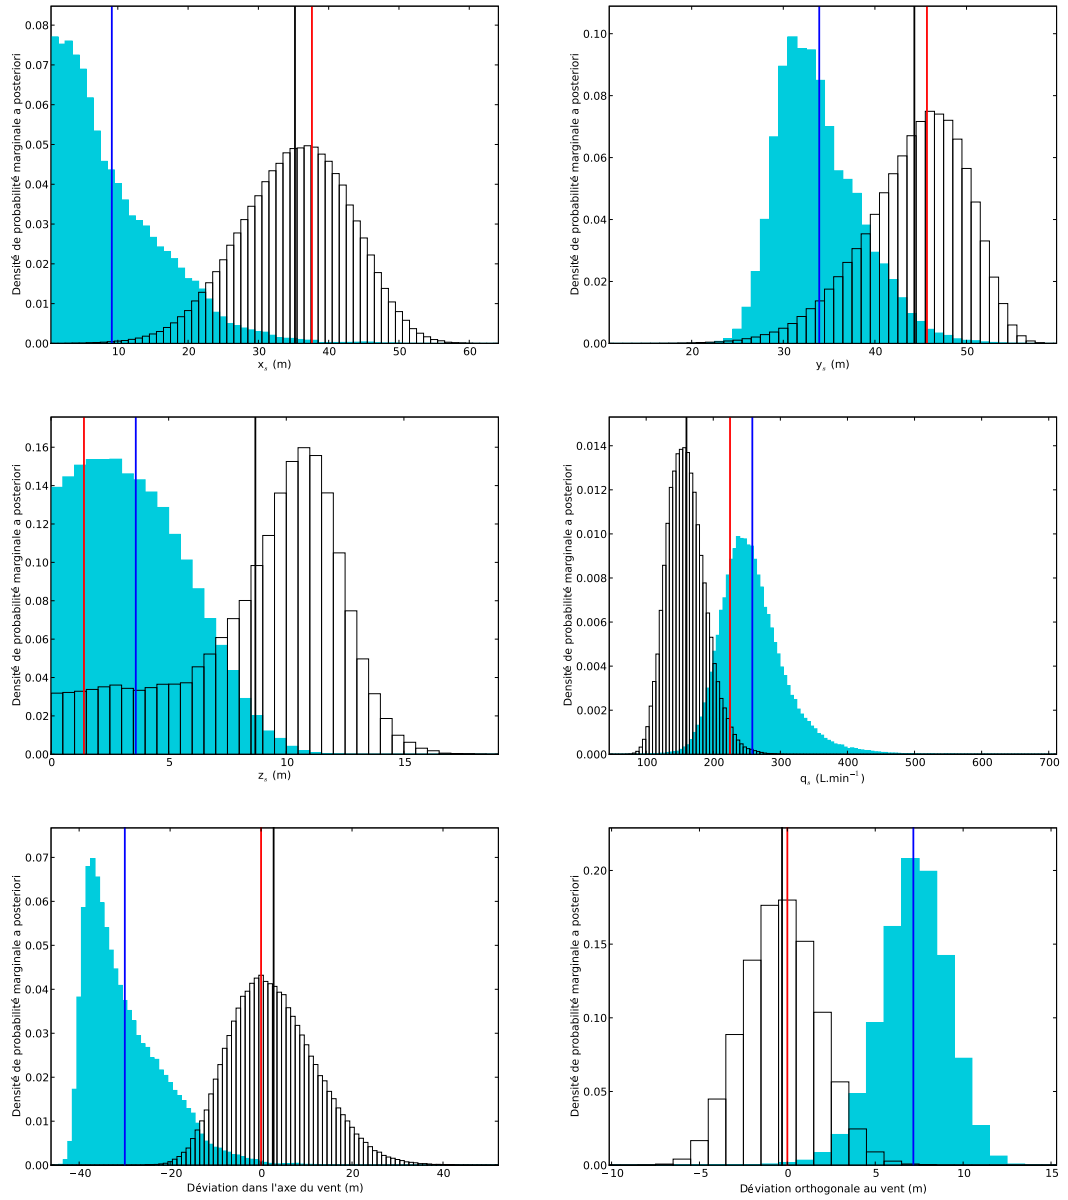 Densité de probabilité marginale a posteriori
0.08
0.07
0.06
0.05
0.04
0.03
0.02
0.01
0.00
10 20 30 40 50 60
xₛ (m)
Densité de probabilité marginale a posteriori
0.10
0.08
0.06
0.04
0.02
0.00
20 30 40 50
yₛ (m)
Densité de probabilité marginale a posteriori
0.16
0.14
0.12
0.10
0.08
0.06
0.04
0.02
0.00
0 5 10 15
zₛ (m)
Densité de probabilité marginale a posteriori
0.014
0.012
0.010
0.008
0.006
0.004
0.002
0.000
100 200 300 400 500 600 700
qₛ (L.min⁻¹)
Densité de probabilité marginale a posteriori
0.07
0.06
0.05
0.04
0.03
0.02
0.01
0.00
−40 −20 0 20 40
Déviation dans l'axe du vent (m)
Densité de probabilité marginale a posteriori
0.20
0.15
0.10
0.05
0.00
−10 −5 0 5 10 15
Déviation orthogonale au vent (m)